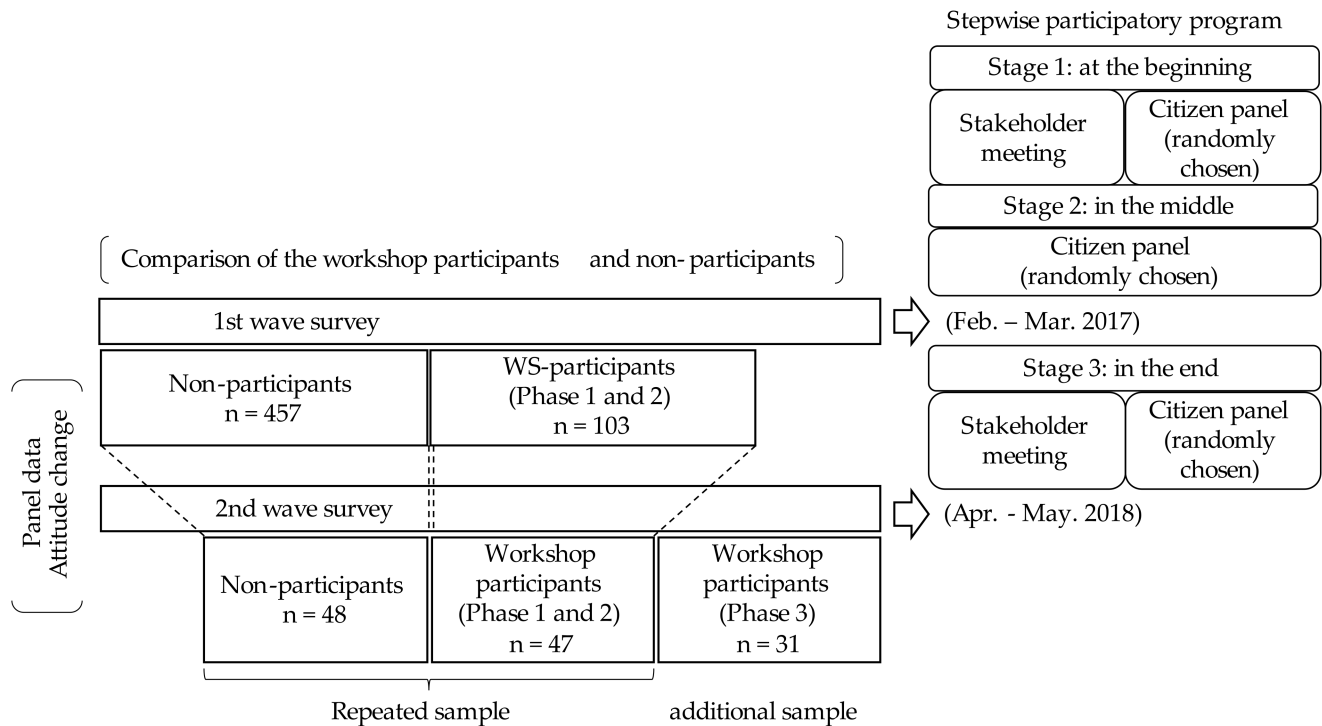 Stepwise participatory program
Stage 1: at the beginning
Stakeholder
meeting
Citizen panel
(randomly
chosen)
Stage 2: in the middle
Citizen panel
(randomly chosen)
Comparison of the workshop participants and non- participants
1st wave survey
(Feb. – Mar. 2017)
Non-participants
n = 457
WS-participants
(Phase 1 and 2)
n = 103
Stage 3: in the end
Stakeholder
meeting
Citizen panel
(randomly
chosen)
Panel data
Attitude change
2nd wave survey
(Apr. - May. 2018)
Non-participants
n = 48
Workshop
participants
(Phase 1 and 2)
n = 47
Workshop
participants
(Phase 3)
n = 31
Repeated sample
additional sample